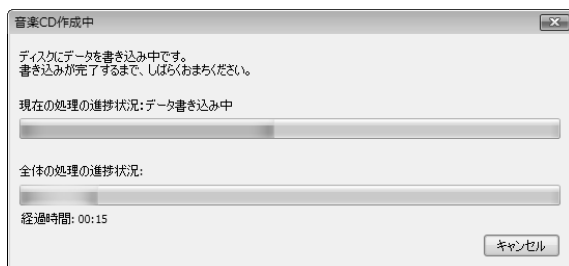 音楽CD作成中
ディスクにデータを書き込み中です。
書き込みが完了するまで、しばらくおまちください。
現在の処理の進捗状況:データ書き込み中
全体の処理の進捗状況:
経過時間: 00:15
キャンセル